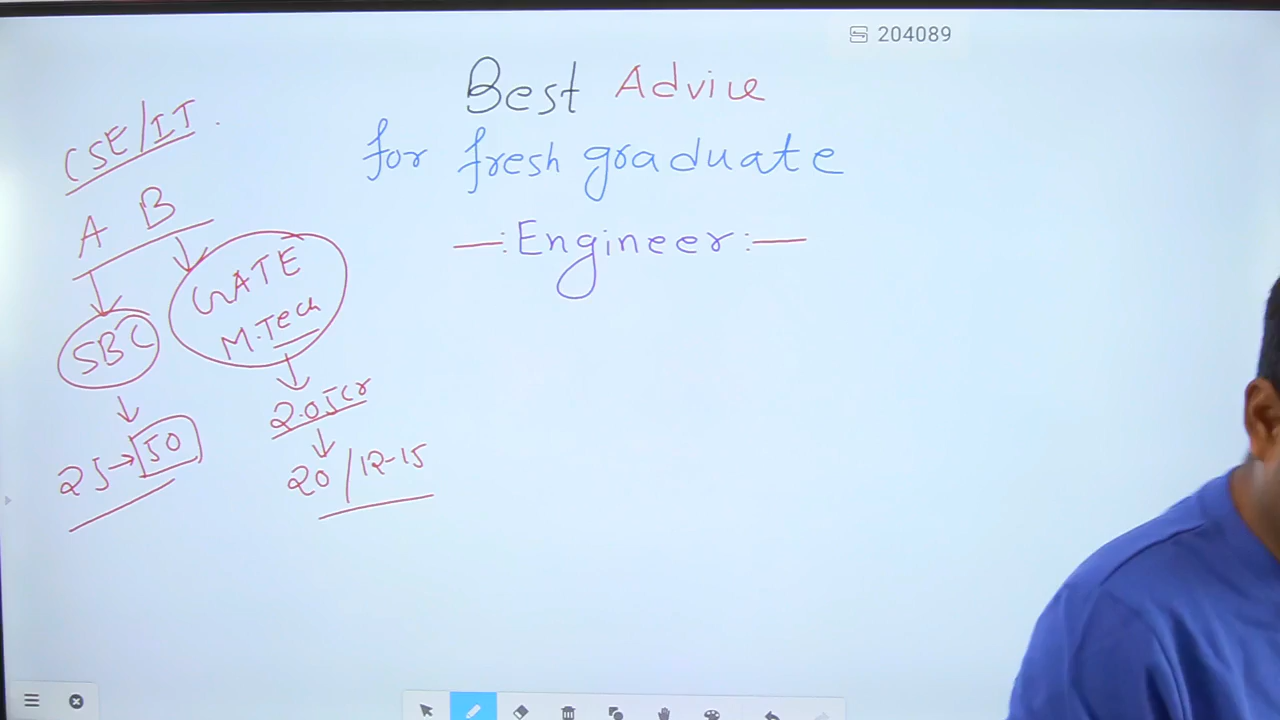 204089
Best Advice
for fresh graduate
—:Engineer:—
CSE/IT
A B
GATE
M.Tech
SBC
2.05cr
25→50
20/12-15